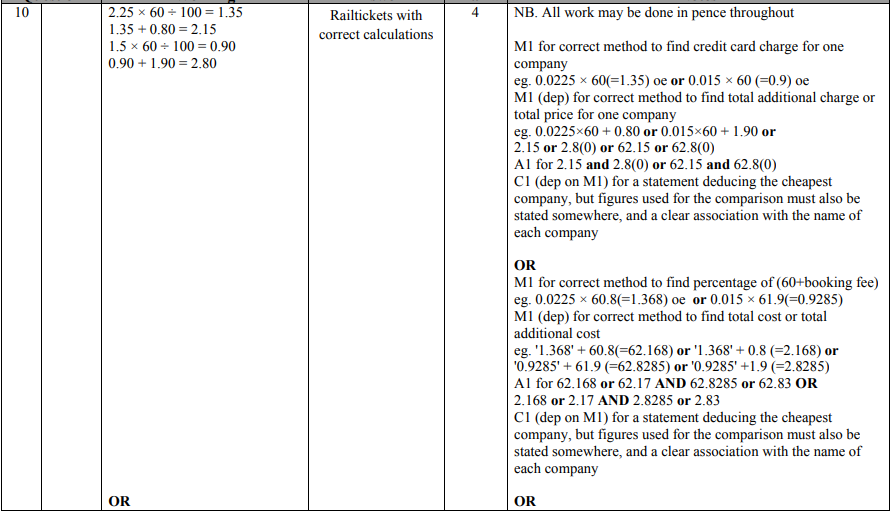 10
2.25 × 60 ÷ 100 = 1.35
1.35 + 0.80 = 2.15
1.5 × 60 ÷ 100 = 0.90
0.90 + 1.90 = 2.80
OR
Railtickets with
correct calculations
4
NB. All work may be done in pence throughout
M1 for correct method to find credit card charge for one
company
eg. 0.0225 × 60(=1.35) oe or 0.015 × 60 (=0.9) oe
M1 (dep) for correct method to find total additional charge or
total price for one company
eg. 0.0225×60 + 0.80 or 0.015×60 + 1.90 or
2.15 or 2.8(0) or 62.15 or 62.8(0)
A1 for 2.15 and 2.8(0) or 62.15 and 62.8(0)
C1 (dep on M1) for a statement deducing the cheapest
company, but figures used for the comparison must also be
stated somewhere, and a clear association with the name of
each company
OR
M1 for correct method to find percentage of (60+booking fee)
eg. 0.0225 × 60.8(=1.368) oe or 0.015 × 61.9(=0.9285)
M1 (dep) for correct method to find total cost or total
additional cost
eg. '1.368' + 60.8(=62.168) or '1.368' + 0.8 (=2.168) or
'0.9285' + 61.9 (=62.8285) or '0.9285' +1.9 (=2.8285)
A1 for 62.168 or 62.17 AND 62.8285 or 62.83 OR
2.168 or 2.17 AND 2.8285 or 2.83
C1 (dep on M1) for a statement deducing the cheapest
company, but figures used for the comparison must also be
stated somewhere, and a clear association with the name of
each company
OR